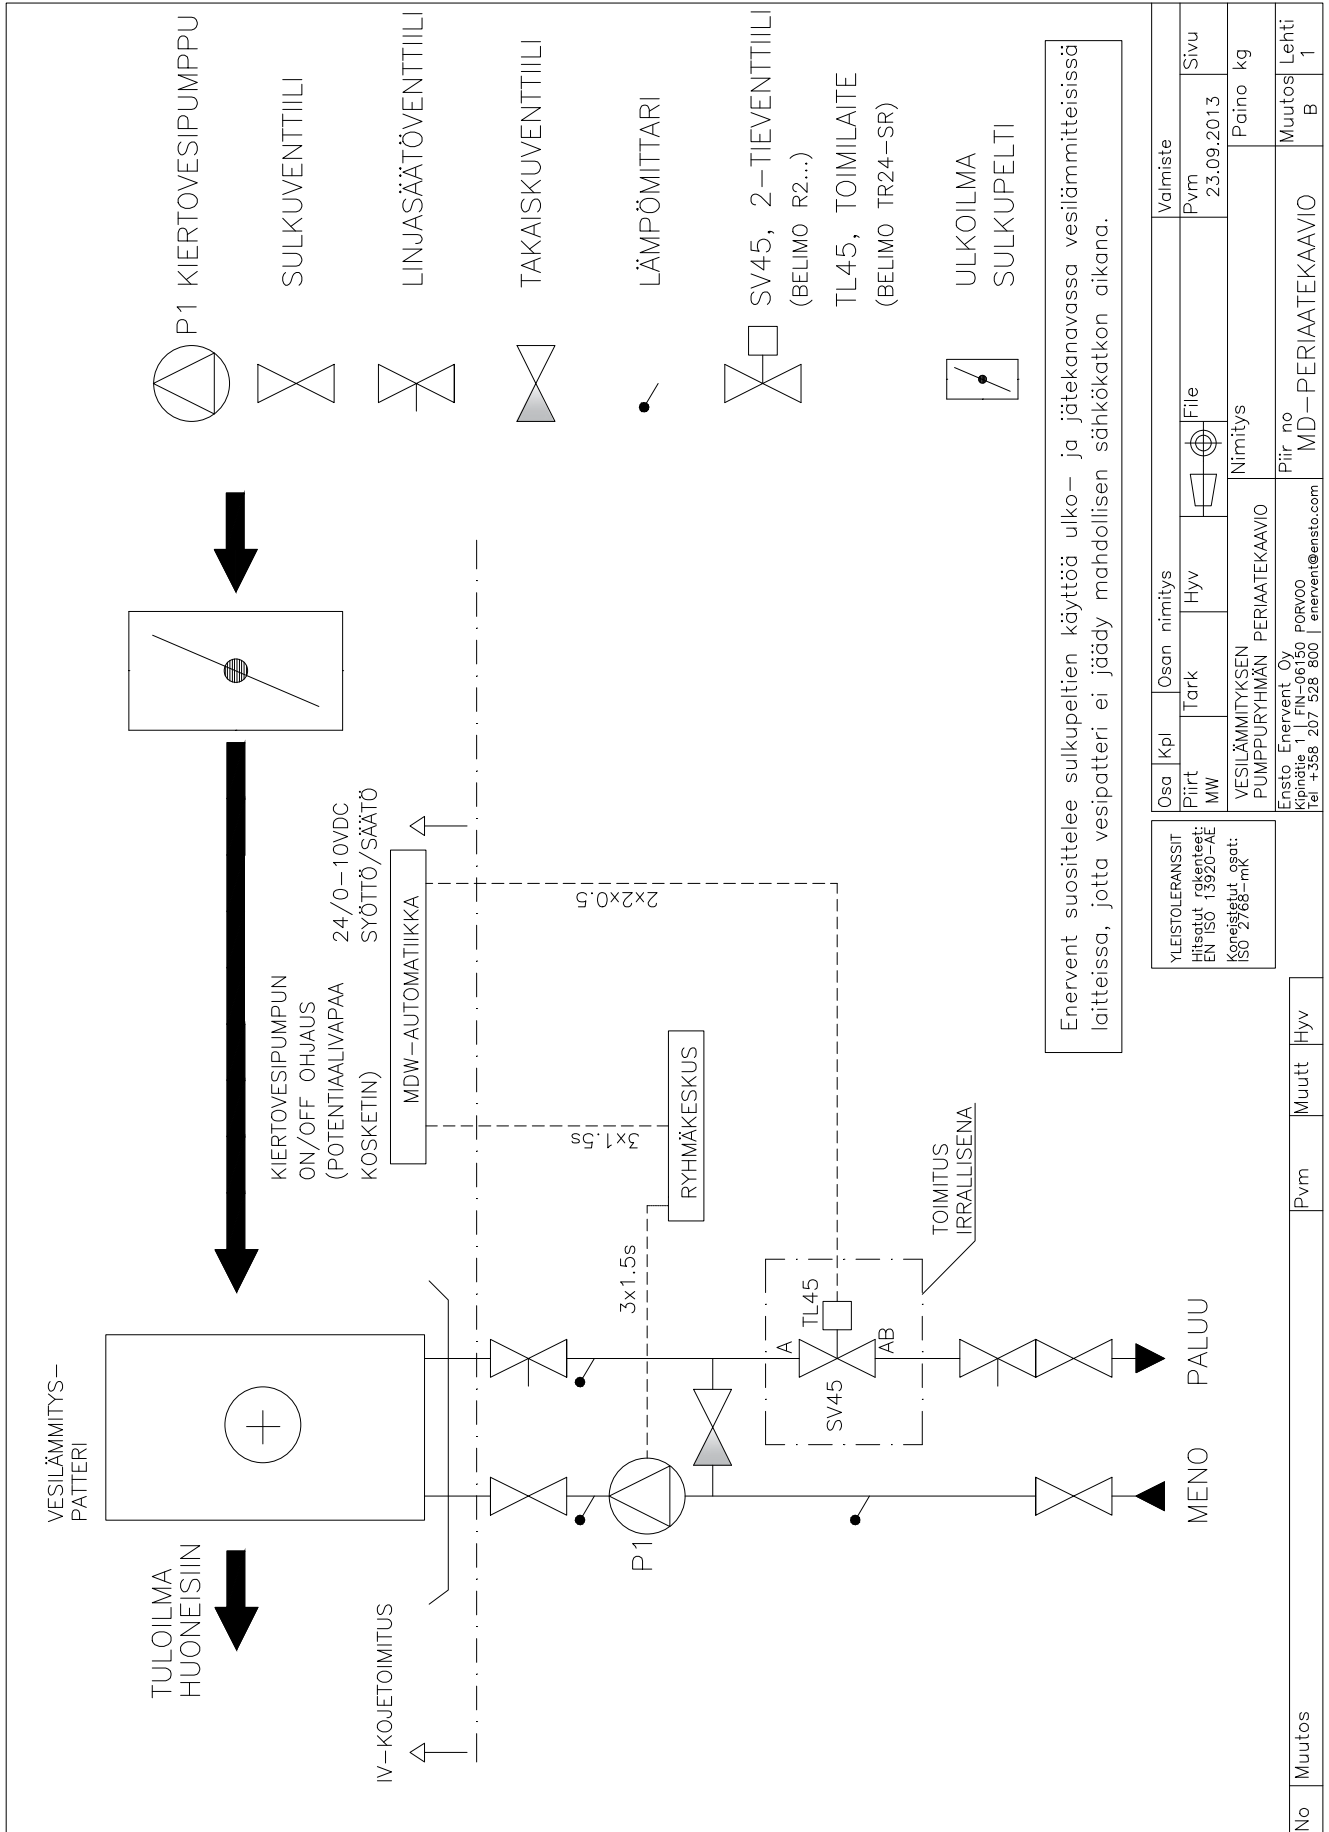 VESILÄMMITYS-
PATTERI
TULOILMA
HUONEISIIN
IV-KOJETOIMITUS
KIERTOVESIPUMPUN
ON/OFF OHJAUS
(POTENTIAALIVAPAA
KOSKETIN)
24/0-10VDC
SYÖTTÖ/SÄÄTÖ
MDW-AUTOMATIIKKA
3x1.5s
2x2x0.5
RYHMÄKESKUS
3x1.5s
P1
A
TL45
SV45
AB
TOIMITUS
IRRALLISENA
MENO
PALUU
P1 KIERTOVESIPUMPPU
SULKUVENTTIILI
LINJASÄÄTÖVENTTIILI
TAKAISKUVENTTIILI
LÄMPÖMITTARI
SV45, 2-TIEVENTTIILI
(BELIMO R2...)
TL45, TOIMILAITE
(BELIMO TR24-SR)
ULKOILMA
SULKUPELTI
Enervent suosittelee sulkupeltien käyttöä ulko- ja jätekanavassa vesilämmitteisissä
laitteissa, jotta vesipatteri ei jäädy mahdollisen sähkökatkon aikana.
YLEISTOLERANSSIT
Hitsatut rakenteet:
EN ISO 13920-AE
Koneistetut osat:
ISO 2768-mK
Osa Kpl Osan nimitys Valmiste
Piirt Tark Hyv File Pvm Sivu
MW 23.09.2013
VESILÄMMITYKSEN
PUMPPURYHMÄN PERIAATEKAAVIO
Nimitys Paino kg
Ensto Enervent Oy
Kipinätie 1 | FIN-06150 PORVOO
Tel +358 207 528 800 | enervent@ensto.com
Piir no Muutos Lehti
MD-PERIAATEKAAVIO B 1
No Muutos Pvm Muutt Hyv